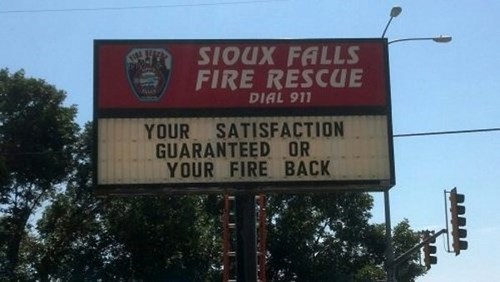 SIOUX FALLS
FIRE RESCUE
DIAL 911
YOUR SATISFACTION
GUARANTEED OR
YOUR FIRE BACK